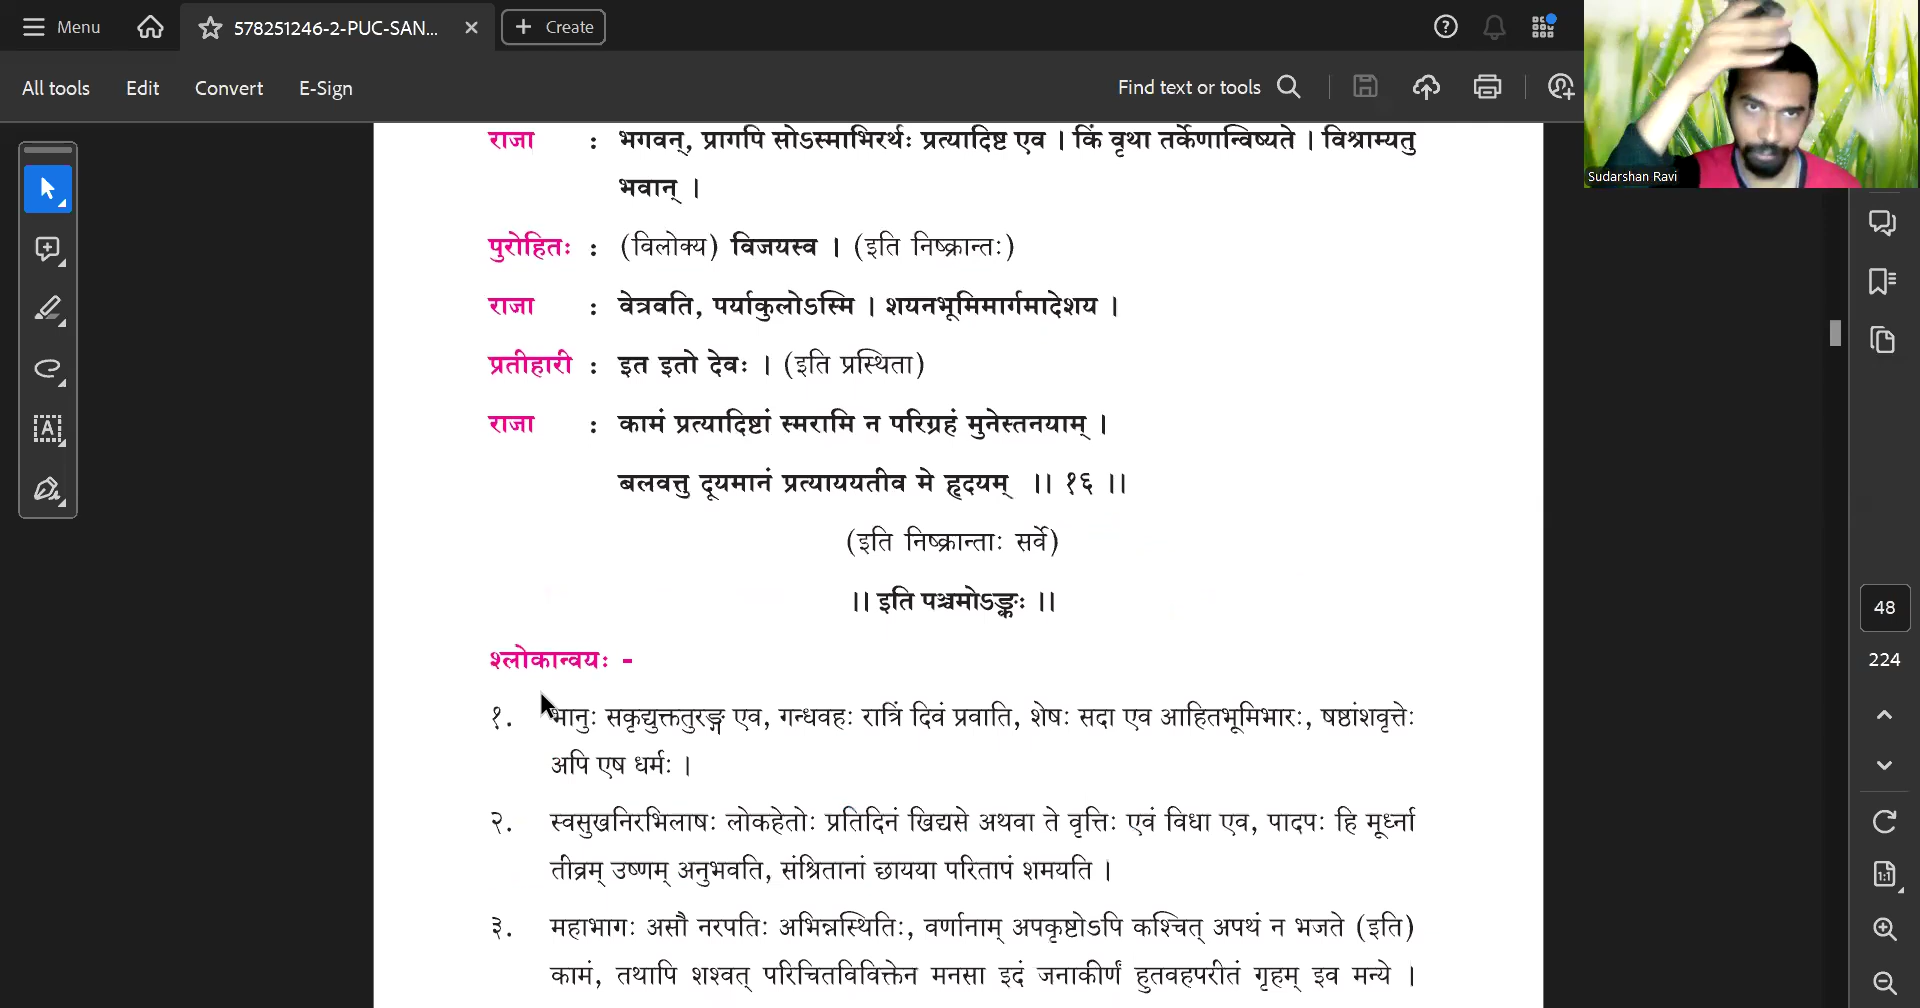 Menu
578251246-2-PUC-SAN...
Create
All tools Edit Convert E-Sign
Find text or tools
Sudarshan Ravi
राजा : भगवन्, प्रागपि सोऽस्माभिरर्थः प्रत्यादिष्ट एव । किं वृथा तर्केणान्विष्यते । विश्राम्यतु
भवान् ।
पुरोहितः : (विलोक्य) विजयस्व । (इति निष्क्रान्तः)
राजा : वेत्रवति, पर्याकुलोऽस्मि । शयनभूमिमार्गमादेशय ।
प्रतीहारी : इत इतो देवः । (इति प्रस्थिता)
राजा : कामं प्रत्यादिष्टां स्मरामि न परिग्रहं मुनेस्तनयाम् ।
बलवत्तु दूयमानं प्रत्याययतीव मे हृदयम् ।। १६ ।।
(इति निष्क्रान्ताः सर्वे)
।। इति पञ्चमोऽङ्कः ।।
श्लोकान्वयः -
१. भानुः सकृद्युक्ततुरङ्ग एव, गन्धवहः रात्रिं दिवं प्रवाति, शेषः सदा एव आहितभूमिभारः, षष्ठांशवृत्तेः
अपि एष धर्मः ।
२. स्वसुखनिरभिलाषः लोकहेतोः प्रतिदिनं खिद्यसे अथवा ते वृत्तिः एवं विधा एव, पादपः हि मूर्ध्ना
तीव्रम् उष्णम् अनुभवति, संश्रितानां छायया परितापं शमयति ।
३. महाभागः असौ नरपतिः अभिन्नस्थितिः, वर्णानाम् अपकृष्टोऽपि कश्चित् अपथं न भजते (इति)
कामं, तथापि शश्वत् परिचितविविक्तेन मनसा इदं जनाकीर्णं हुतवहपरीतं गृहम् इव मन्ये ।
48
224